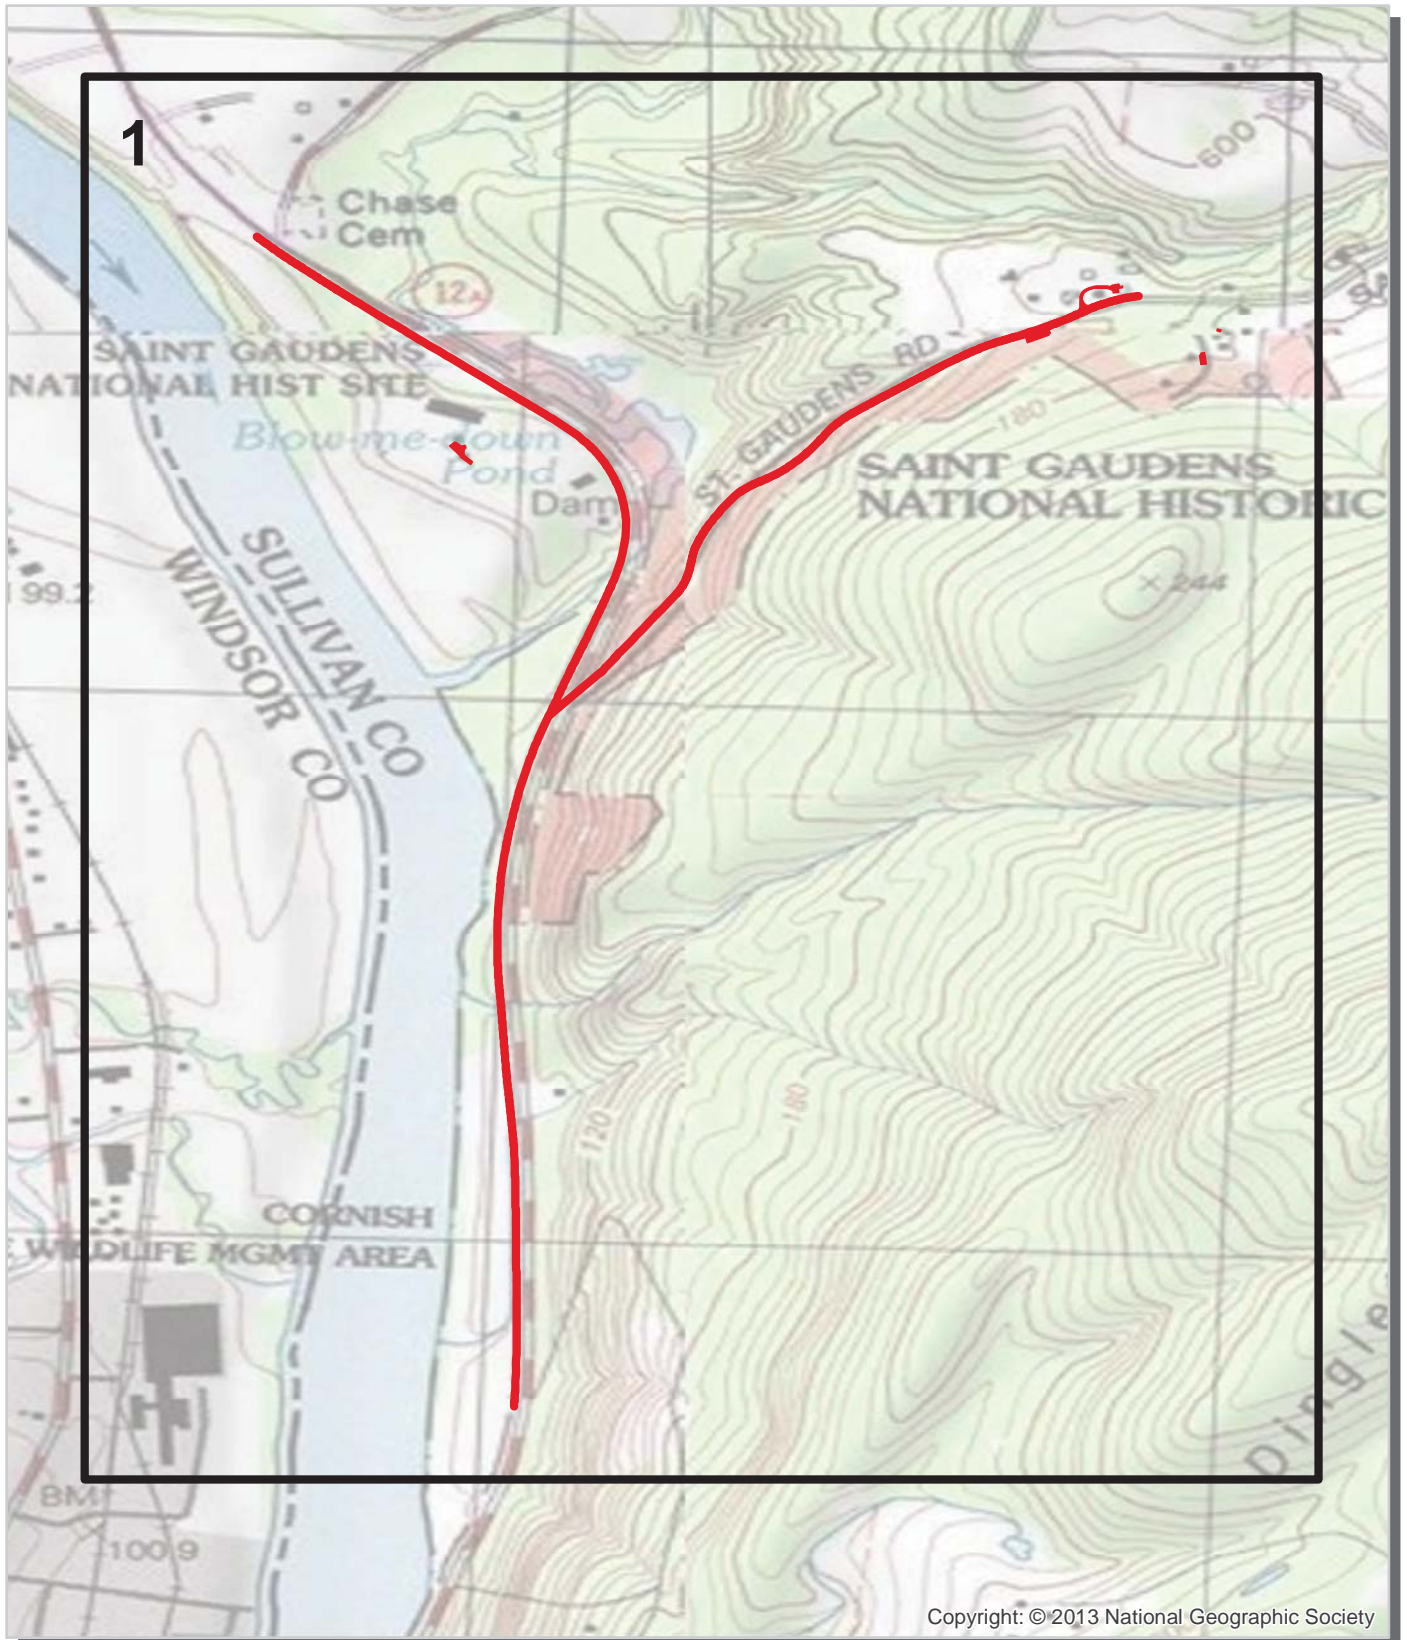 1
600
Chase
Cem
12A
SAINT GAUDENS
NATIONAL HIST SITE
Blow-me-down
Pond
Dam
ST GAUDENS RD
180
SAINT GAUDENS
NATIONAL HISTORIC
× 244
99.2
SULLIVAN CO
WINDSOR CO
180
120
CORNISH
WILDLIFE MGMT AREA
Dingle
BM
100.9
Copyright: © 2013 National Geographic Society